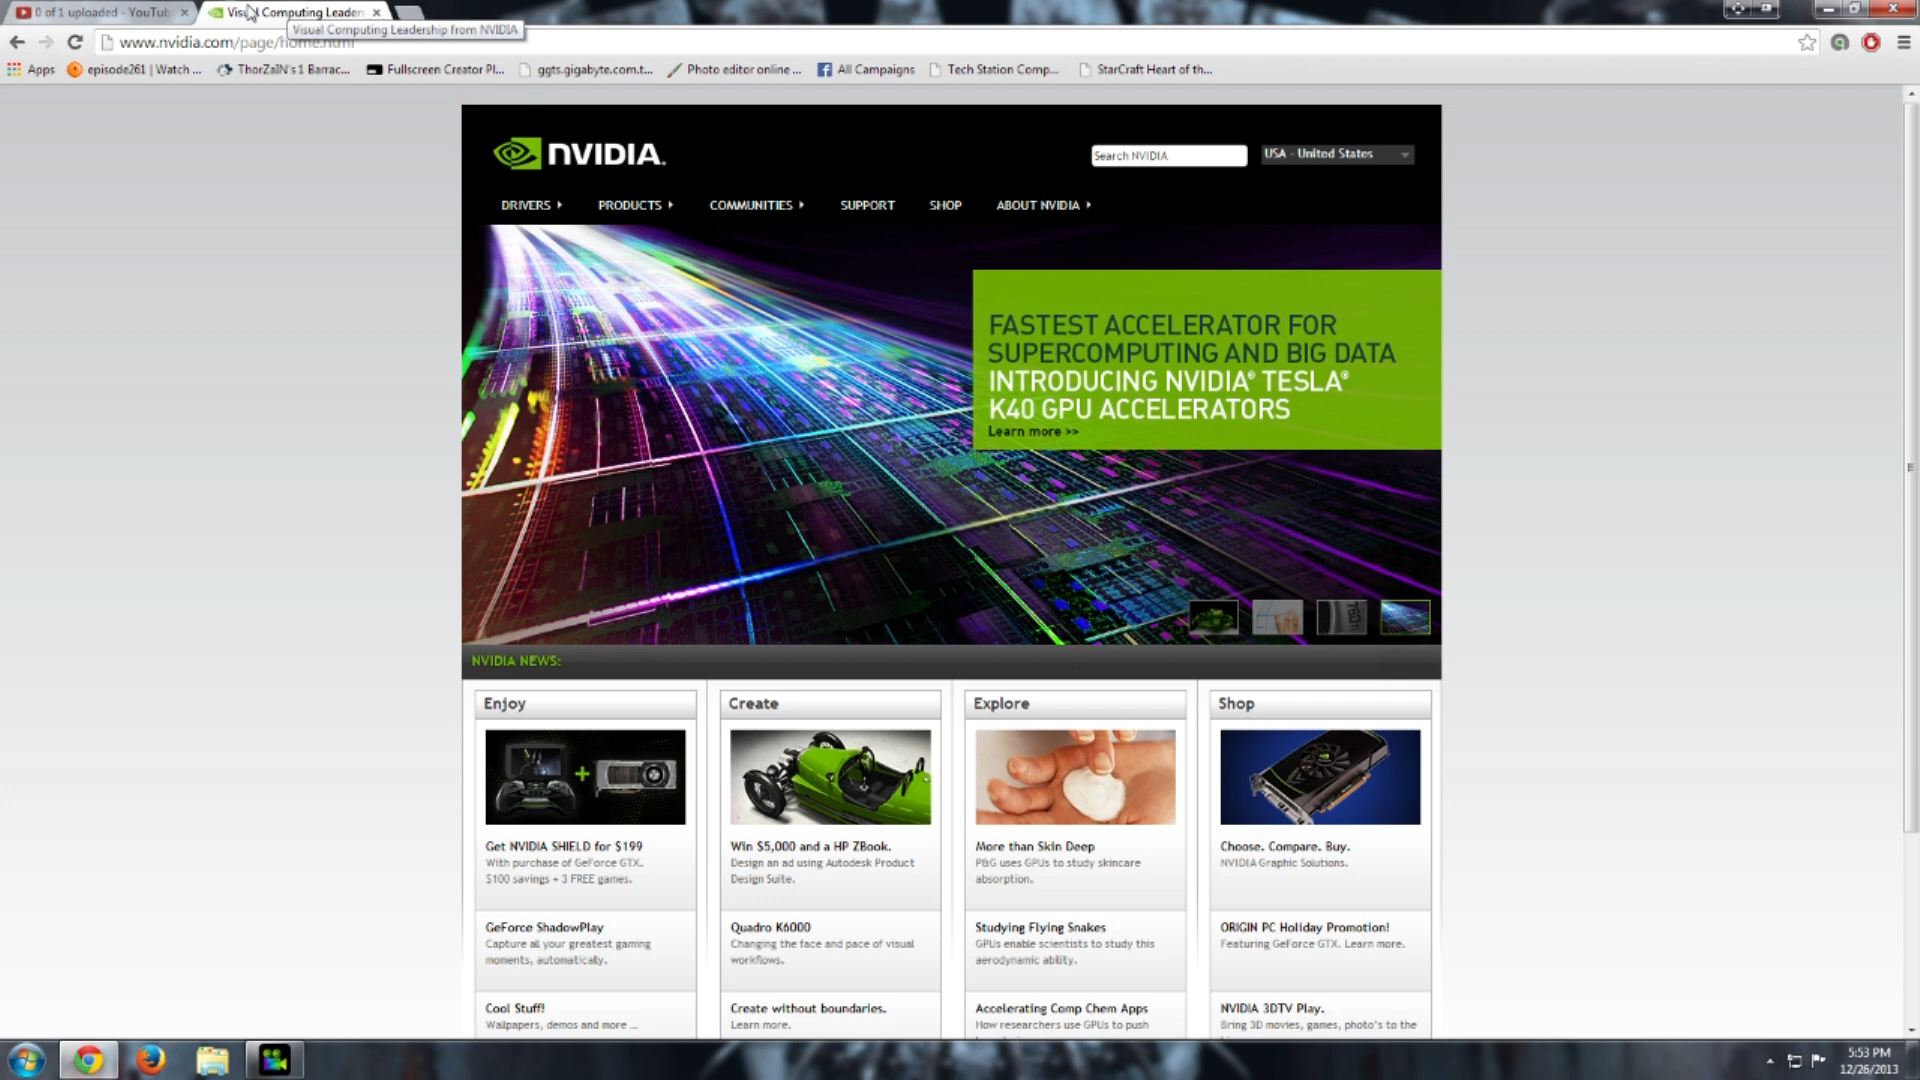 0 of 1 uploaded - YouTub
Visual Computing Leaders
Visual Computing Leadership from NVIDIA
www.nvidia.com/page/home.html
Apps
episode261 | Watch ...
ThorZaIN's 1 Barrac...
Fullscreen Creator Pl...
ggts.gigabyte.com.t...
Photo editor online ...
All Campaigns
Tech Station Comp...
StarCraft Heart of th...
NVIDIA.
Search NVIDIA
USA - United States
DRIVERS
PRODUCTS
COMMUNITIES
SUPPORT
SHOP
ABOUT NVIDIA
FASTEST ACCELERATOR FOR
SUPERCOMPUTING AND BIG DATA
INTRODUCING NVIDIA® TESLA®
K40 GPU ACCELERATORS
Learn more >>
NVIDIA NEWS:
Enjoy
Get NVIDIA SHIELD for $199
With purchase of GeForce GTX.
$100 savings + 3 FREE games.
GeForce ShadowPlay
Capture all your greatest gaming
moments, automatically.
Cool Stuff!
Wallpapers, demos and more ...
Create
Win $5,000 and a HP ZBook.
Design an ad using Autodesk Product
Design Suite.
Quadro K6000
Changing the face and pace of visual
workflows.
Create without boundaries.
Learn more.
Explore
More than Skin Deep
P&G uses GPUs to study skincare
absorption.
Studying Flying Snakes
GPUs enable scientists to study this
aerodynamic ability.
Accelerating Comp Chem Apps
How researchers use GPUs to push
Shop
Choose. Compare. Buy.
NVIDIA Graphic Solutions.
ORIGIN PC Holiday Promotion!
Featuring GeForce GTX. Learn more.
NVIDIA 3DTV Play.
Bring 3D movies, games, photo's to the
5:53 PM
12/26/2013